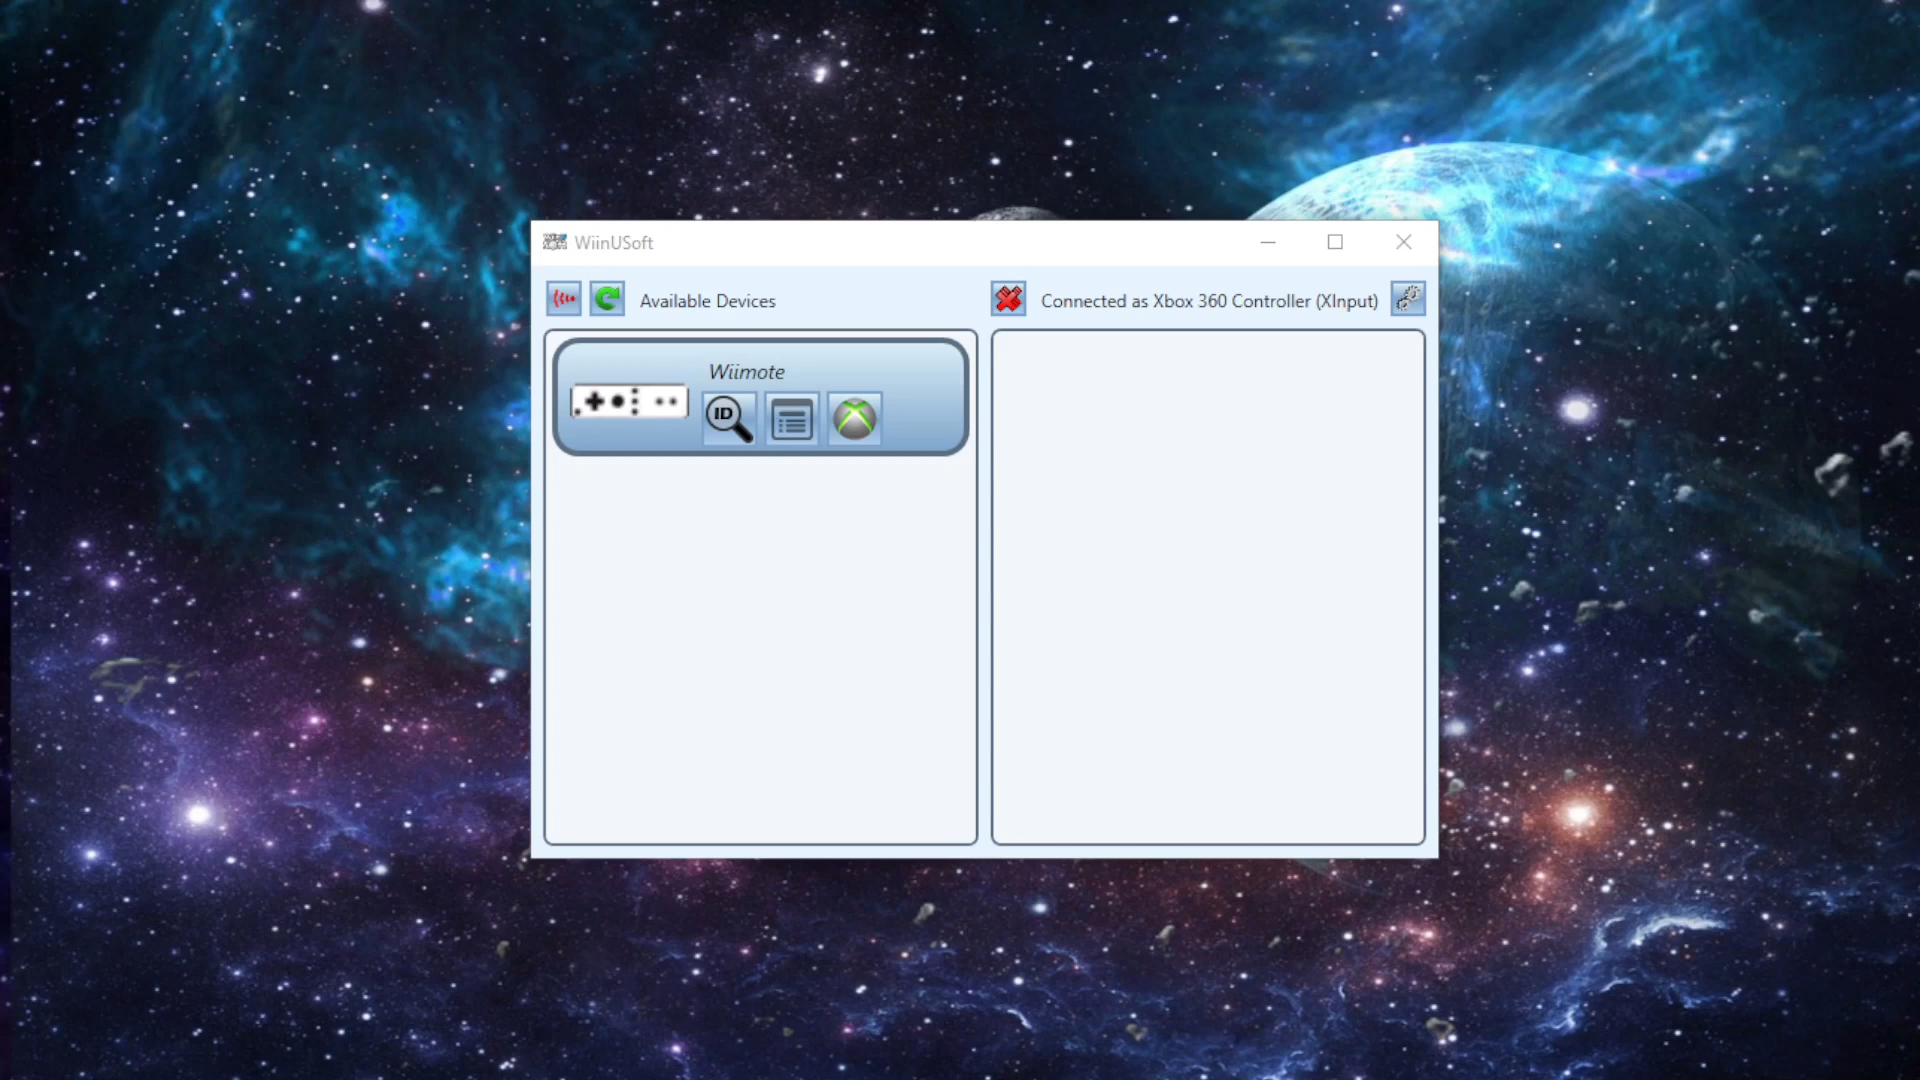 WiinUSoft
Available Devices
Connected as Xbox 360 Controller (XInput)
Wiimote
ID